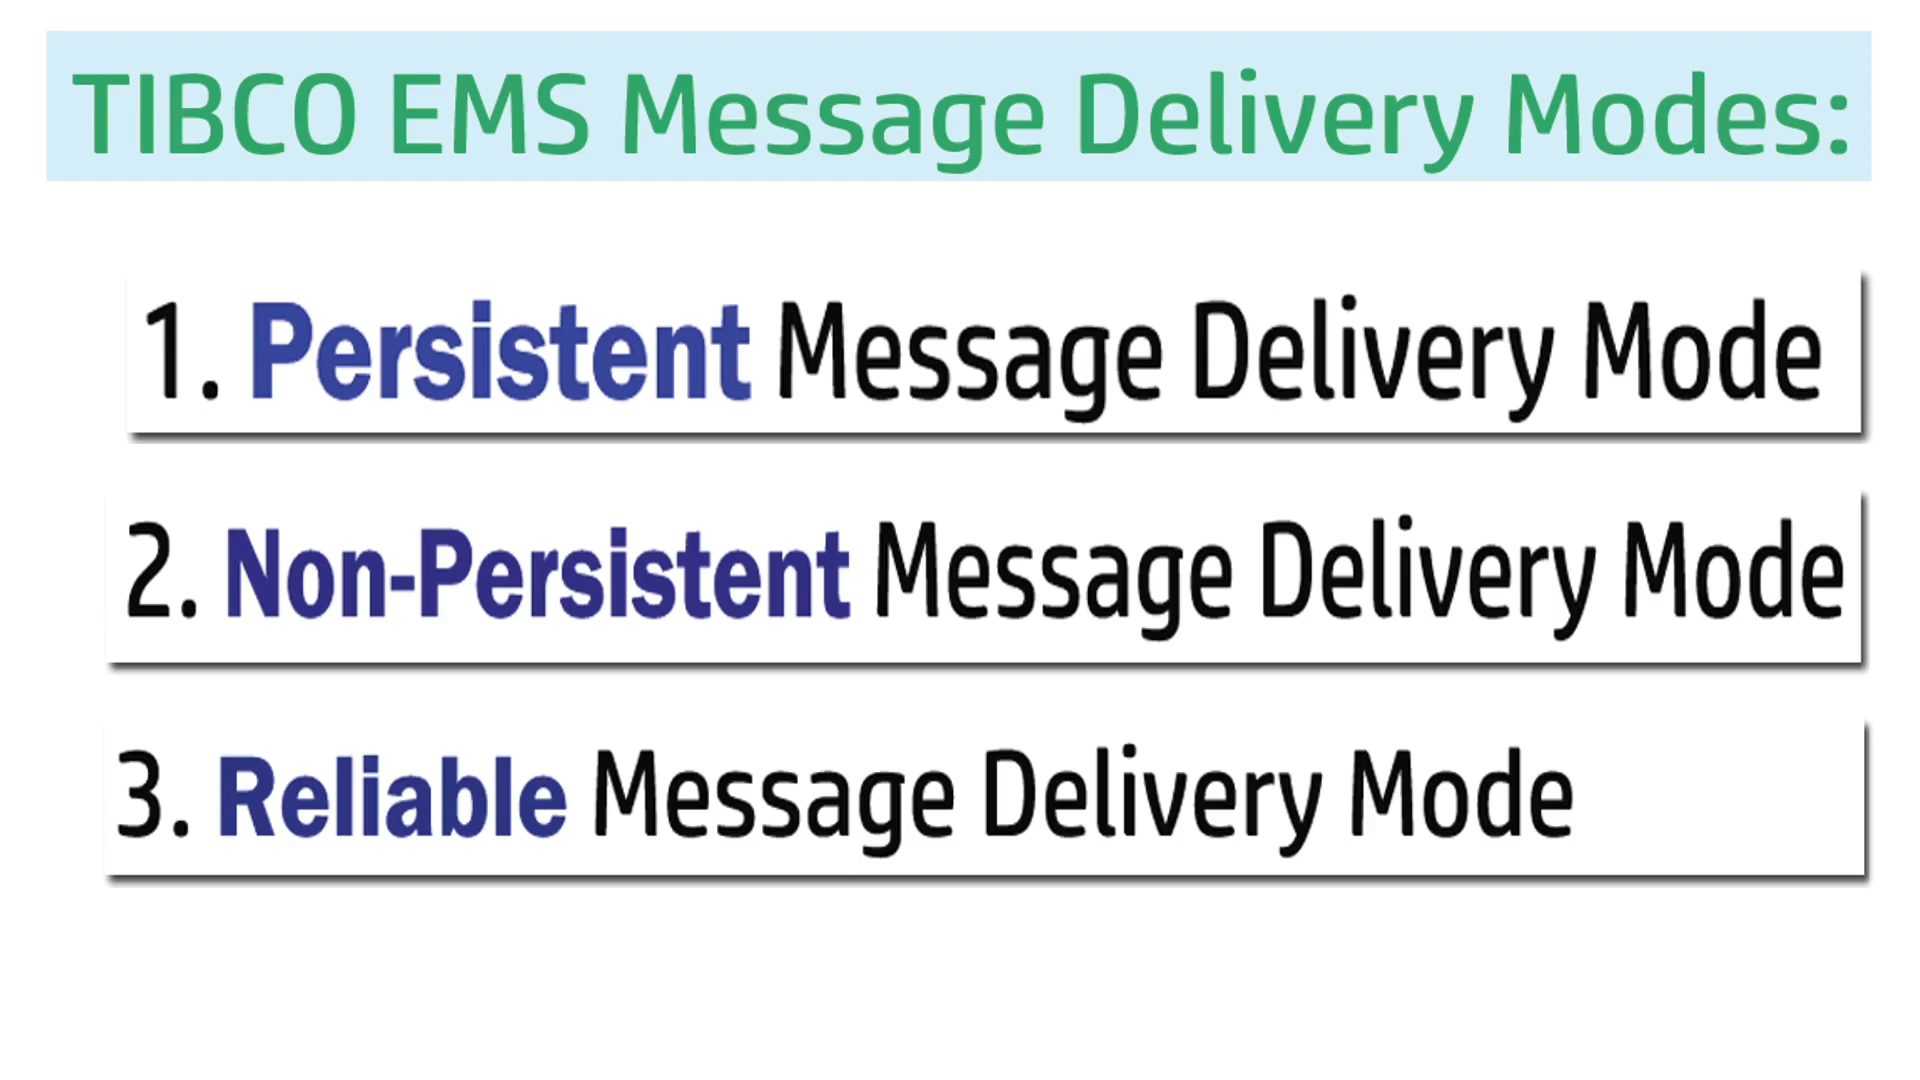 TIBCO EMS Message Delivery Modes:
1. Persistent Message Delivery Mode
2. Non-Persistent Message Delivery Mode
3. Reliable Message Delivery Mode